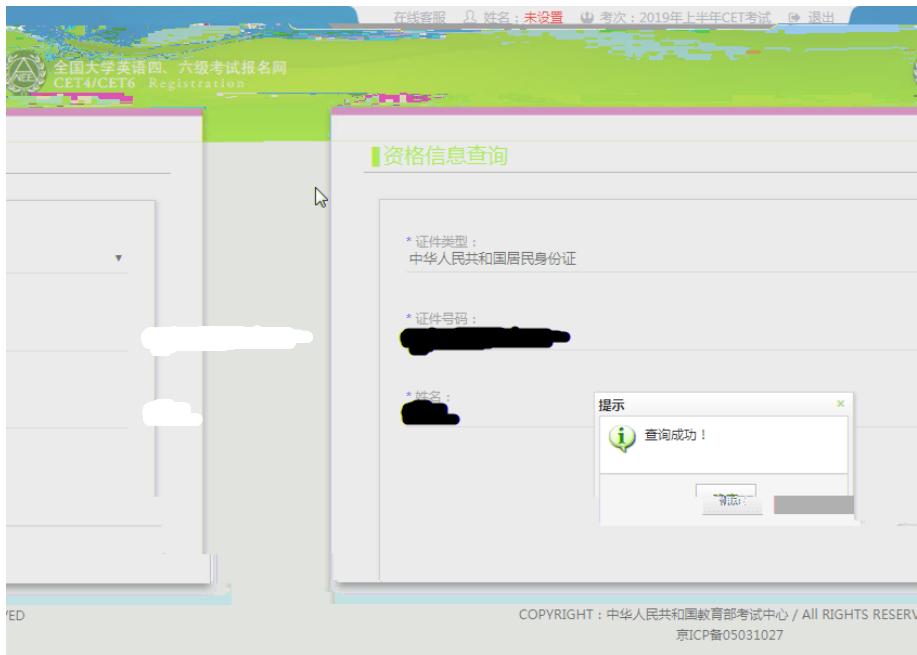 在线客服 姓名：未设置 考次：2019年上半年CET考试 退出
全国大学英语四、六级考试报名网
CET4/CET6 Registration
资格信息查询
* 证件类型：
中华人民共和国居民身份证
* 证件号码：
* 姓名：
提示
×
查询成功！
VED
COPYRIGHT：中华人民共和国教育部考试中心 / All RIGHTS RESERV
京ICP备05031027